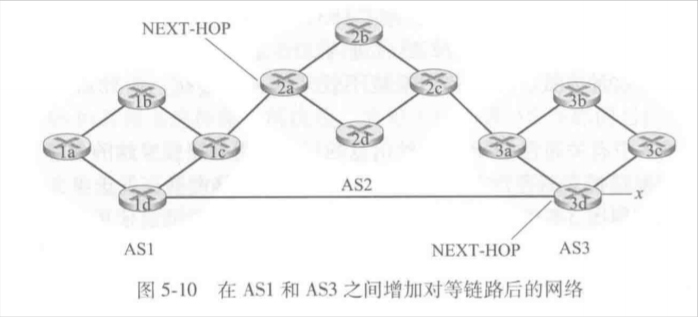 NEXT-HOP
2b
2a
2c
1b
3b
2d
1a
1c
3a
3c
AS2
1d
3d
x
AS1
NEXT-HOP
AS3
图 5-10 在 AS1 和 AS3 之间增加对等链路后的网络